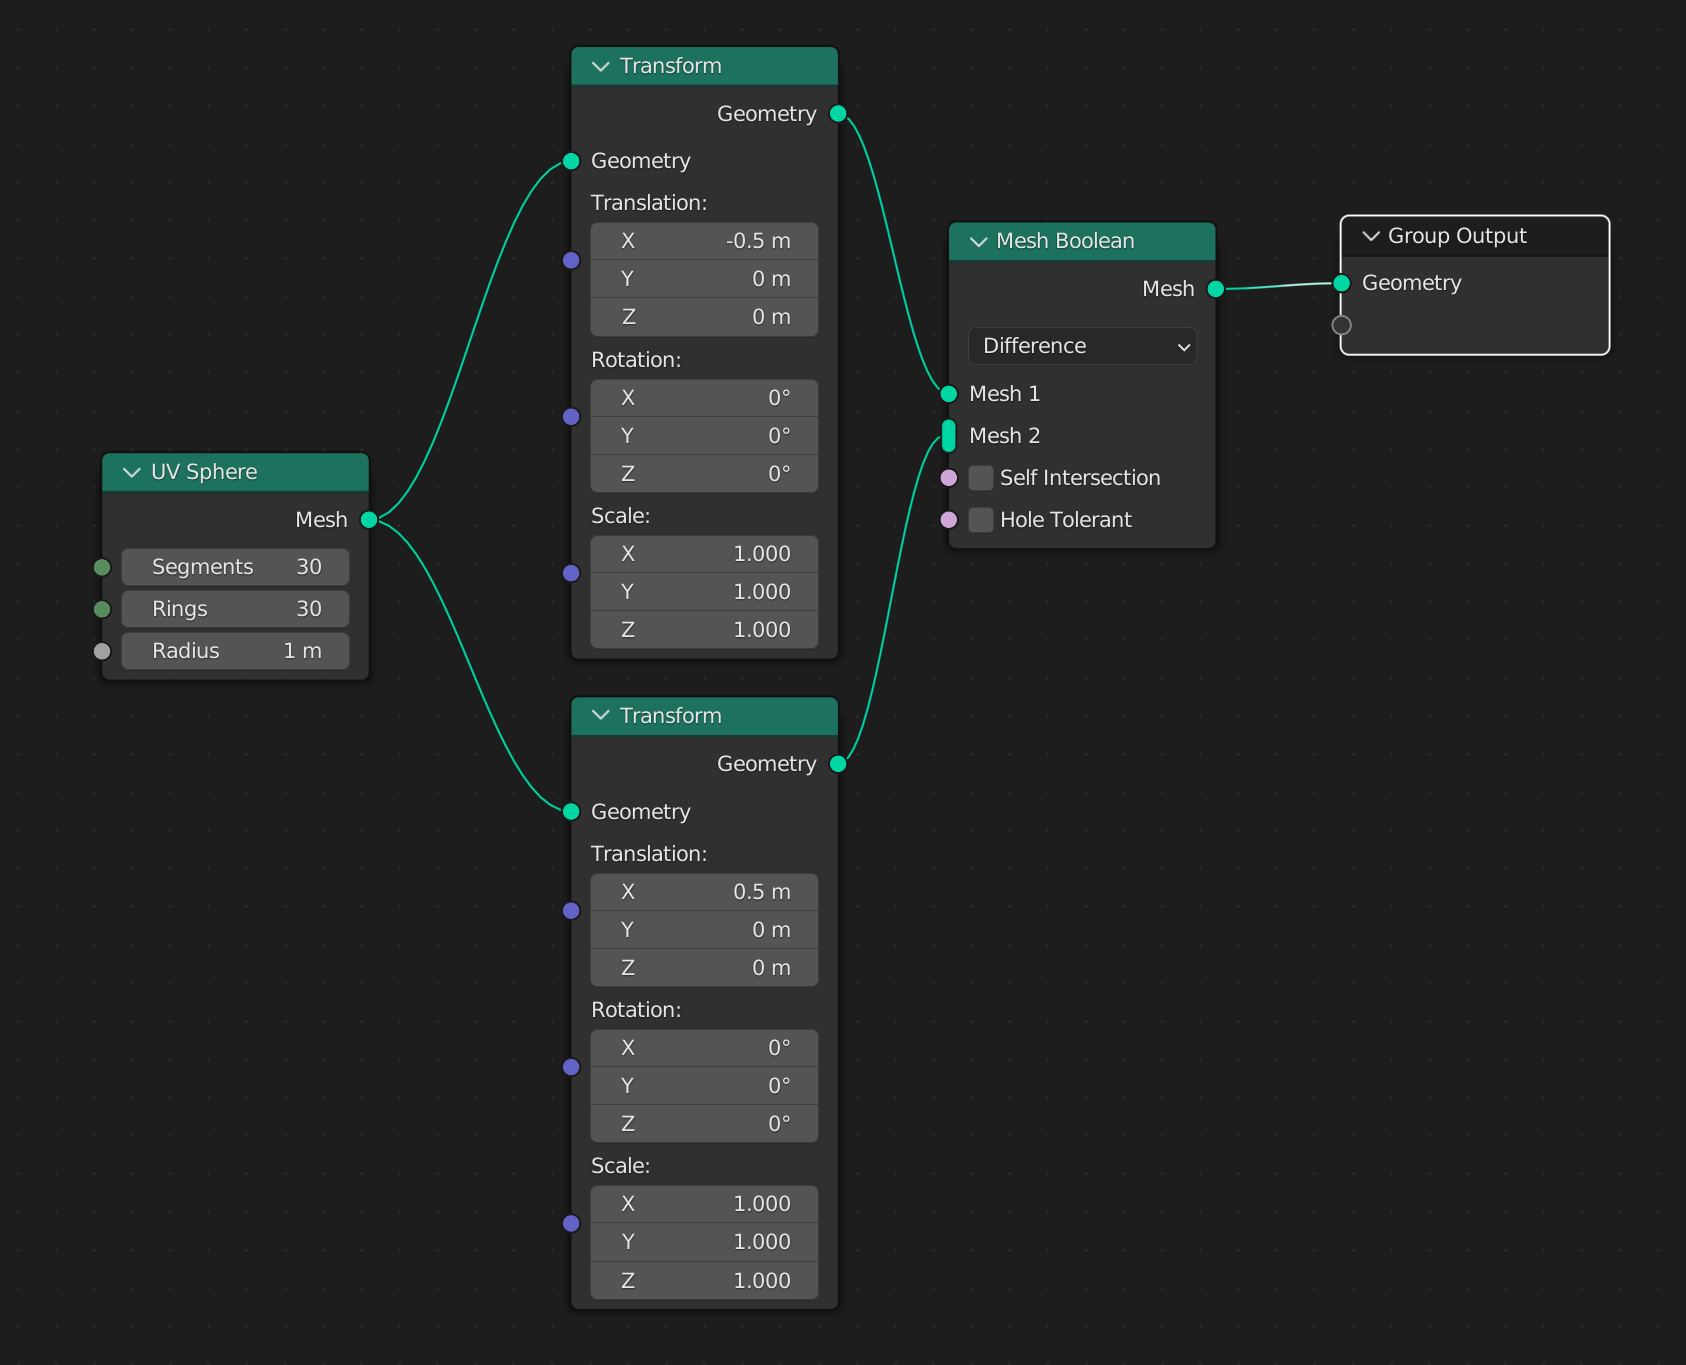 UV Sphere
Mesh
Segments 30
Rings 30
Radius 1 m
Transform
Geometry
Geometry
Translation:
X -0.5 m
Y 0 m
Z 0 m
Rotation:
X 0°
Y 0°
Z 0°
Scale:
X 1.000
Y 1.000
Z 1.000
Transform
Geometry
Geometry
Translation:
X 0.5 m
Y 0 m
Z 0 m
Rotation:
X 0°
Y 0°
Z 0°
Scale:
X 1.000
Y 1.000
Z 1.000
Mesh Boolean
Mesh
Difference
Mesh 1
Mesh 2
Self Intersection
Hole Tolerant
Group Output
Geometry